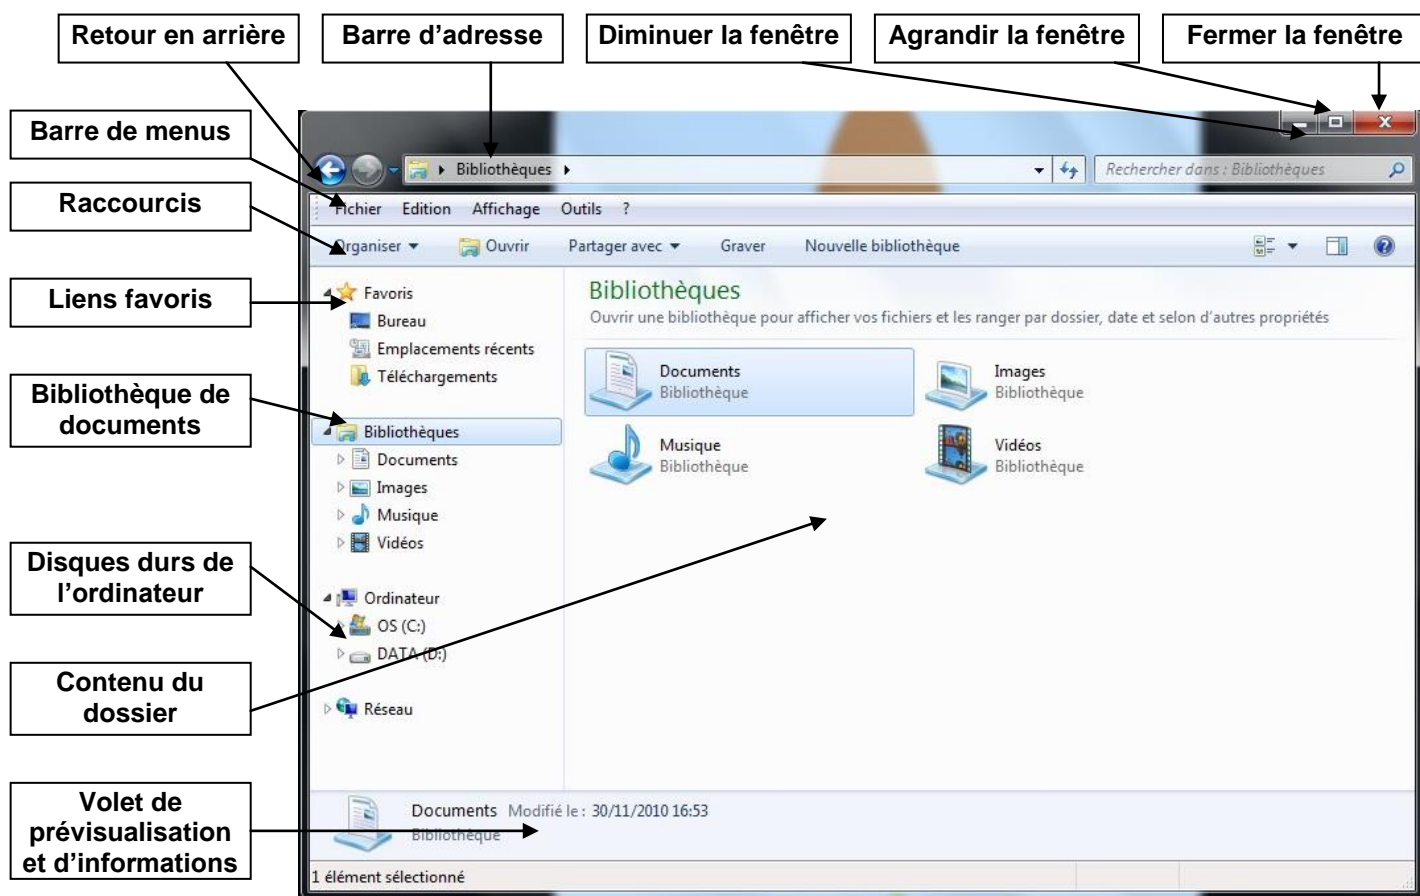 Retour en arrière
Barre d'adresse
Diminuer la fenêtre
Agrandir la fenêtre
Fermer la fenêtre
Barre de menus
Raccourcis
Liens favoris
Bibliothèque de
documents
Disques durs de
l'ordinateur
Contenu du
dossier
Volet de
prévisualisation
et d'informations
Bibliothèques
Rechercher dans : Bibliothèques
Fichier Edition Affichage Outils ?
Organiser Ouvrir Partager avec Graver Nouvelle bibliothèque
Favoris
Bureau
Emplacements récents
Téléchargements
Bibliothèques
Documents
Images
Musique
Vidéos
Ordinateur
OS (C:)
DATA (D:)
Réseau
Bibliothèques
Ouvrir une bibliothèque pour afficher vos fichiers et les ranger par dossier, date et selon d'autres propriétés
Documents
Bibliothèque
Images
Bibliothèque
Musique
Bibliothèque
Vidéos
Bibliothèque
Documents Modifié le : 30/11/2010 16:53
Bibliothèque
1 élément sélectionné